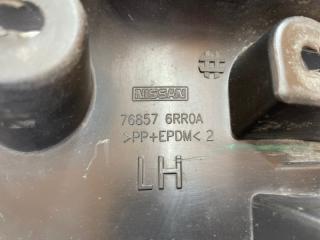 NISSAN
76857 6RR0A
>PP+EPDM< 2
LH